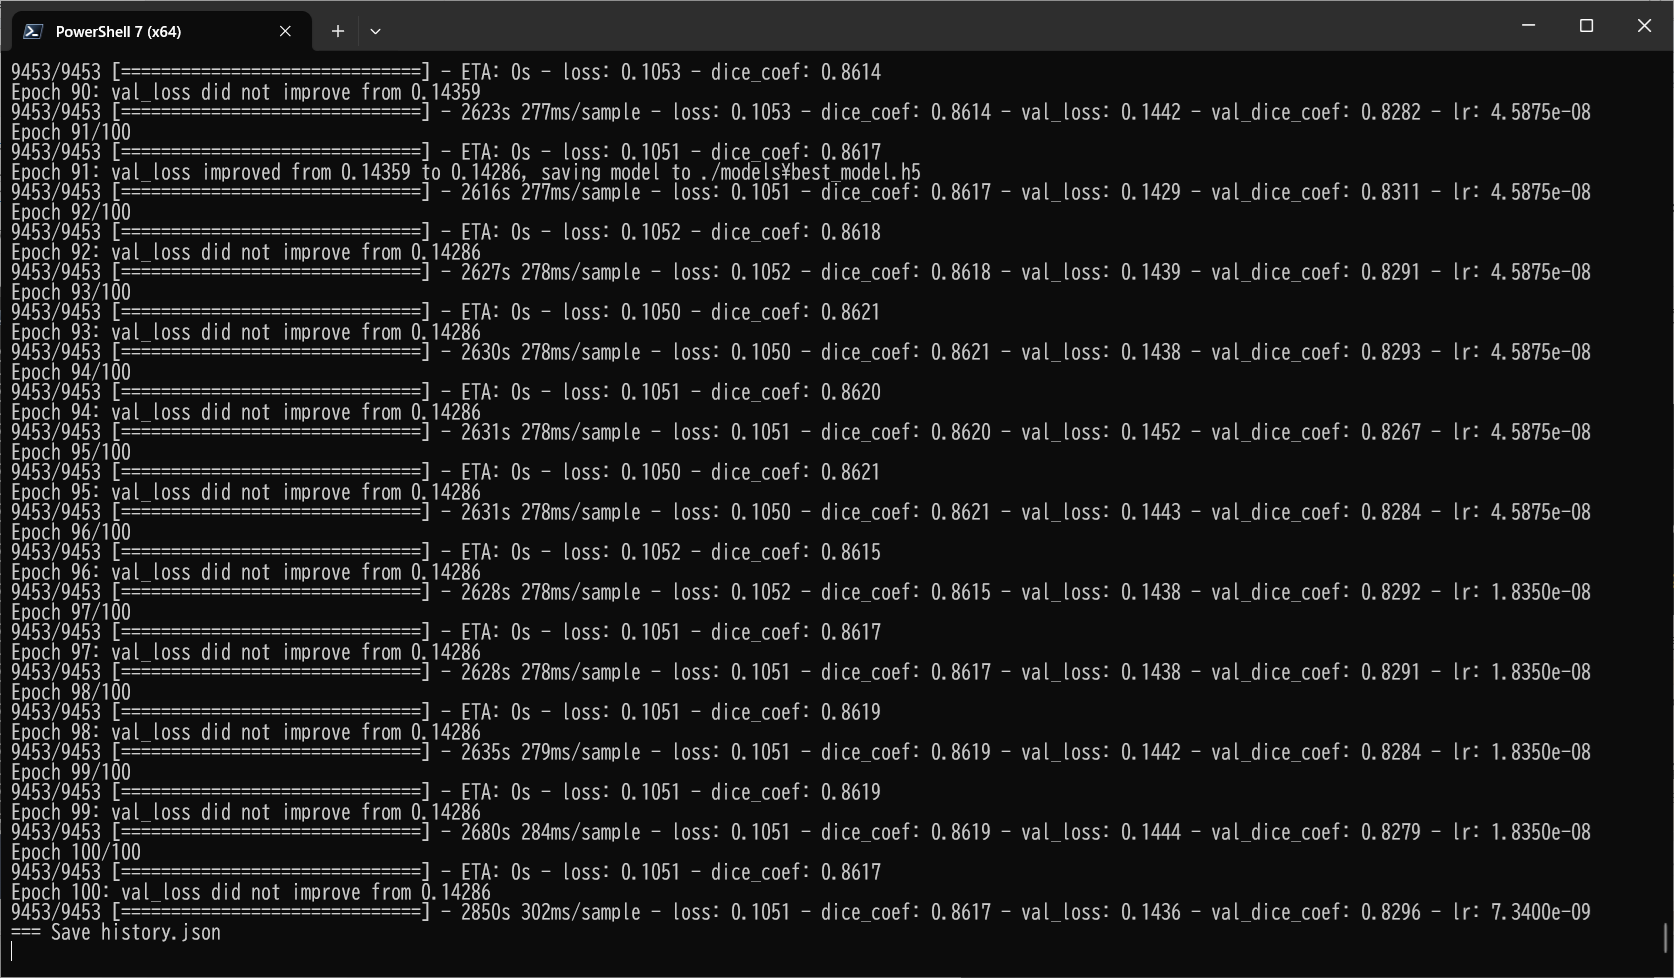 PowerShell 7 (x64)
9453/9453 [==============================] - ETA: 0s - loss: 0.1053 - dice_coef: 0.8614
Epoch 90: val_loss did not improve from 0.14359
9453/9453 [==============================] - 2623s 277ms/sample - loss: 0.1053 - dice_coef: 0.8614 - val_loss: 0.1442 - val_dice_coef: 0.8282 - lr: 4.5875e-08
Epoch 91/100
9453/9453 [==============================] - ETA: 0s - loss: 0.1051 - dice_coef: 0.8617
Epoch 91: val_loss improved from 0.14359 to 0.14286, saving model to ./models¥best_model.h5
9453/9453 [==============================] - 2616s 277ms/sample - loss: 0.1051 - dice_coef: 0.8617 - val_loss: 0.1429 - val_dice_coef: 0.8311 - lr: 4.5875e-08
Epoch 92/100
9453/9453 [==============================] - ETA: 0s - loss: 0.1052 - dice_coef: 0.8618
Epoch 92: val_loss did not improve from 0.14286
9453/9453 [==============================] - 2627s 278ms/sample - loss: 0.1052 - dice_coef: 0.8618 - val_loss: 0.1439 - val_dice_coef: 0.8291 - lr: 4.5875e-08
Epoch 93/100
9453/9453 [==============================] - ETA: 0s - loss: 0.1050 - dice_coef: 0.8621
Epoch 93: val_loss did not improve from 0.14286
9453/9453 [==============================] - 2630s 278ms/sample - loss: 0.1050 - dice_coef: 0.8621 - val_loss: 0.1438 - val_dice_coef: 0.8293 - lr: 4.5875e-08
Epoch 94/100
9453/9453 [==============================] - ETA: 0s - loss: 0.1051 - dice_coef: 0.8620
Epoch 94: val_loss did not improve from 0.14286
9453/9453 [==============================] - 2631s 278ms/sample - loss: 0.1051 - dice_coef: 0.8620 - val_loss: 0.1452 - val_dice_coef: 0.8267 - lr: 4.5875e-08
Epoch 95/100
9453/9453 [==============================] - ETA: 0s - loss: 0.1050 - dice_coef: 0.8621
Epoch 95: val_loss did not improve from 0.14286
9453/9453 [==============================] - 2631s 278ms/sample - loss: 0.1050 - dice_coef: 0.8621 - val_loss: 0.1443 - val_dice_coef: 0.8284 - lr: 4.5875e-08
Epoch 96/100
9453/9453 [==============================] - ETA: 0s - loss: 0.1052 - dice_coef: 0.8615
Epoch 96: val_loss did not improve from 0.14286
9453/9453 [==============================] - 2628s 278ms/sample - loss: 0.1052 - dice_coef: 0.8615 - val_loss: 0.1438 - val_dice_coef: 0.8292 - lr: 1.8350e-08
Epoch 97/100
9453/9453 [==============================] - ETA: 0s - loss: 0.1051 - dice_coef: 0.8617
Epoch 97: val_loss did not improve from 0.14286
9453/9453 [==============================] - 2628s 278ms/sample - loss: 0.1051 - dice_coef: 0.8617 - val_loss: 0.1438 - val_dice_coef: 0.8291 - lr: 1.8350e-08
Epoch 98/100
9453/9453 [==============================] - ETA: 0s - loss: 0.1051 - dice_coef: 0.8619
Epoch 98: val_loss did not improve from 0.14286
9453/9453 [==============================] - 2635s 279ms/sample - loss: 0.1051 - dice_coef: 0.8619 - val_loss: 0.1442 - val_dice_coef: 0.8284 - lr: 1.8350e-08
Epoch 99/100
9453/9453 [==============================] - ETA: 0s - loss: 0.1051 - dice_coef: 0.8619
Epoch 99: val_loss did not improve from 0.14286
9453/9453 [==============================] - 2680s 284ms/sample - loss: 0.1051 - dice_coef: 0.8619 - val_loss: 0.1444 - val_dice_coef: 0.8279 - lr: 1.8350e-08
Epoch 100/100
9453/9453 [==============================] - ETA: 0s - loss: 0.1051 - dice_coef: 0.8617
Epoch 100: val_loss did not improve from 0.14286
9453/9453 [==============================] - 2850s 302ms/sample - loss: 0.1051 - dice_coef: 0.8617 - val_loss: 0.1436 - val_dice_coef: 0.8296 - lr: 7.3400e-09
=== Save history.json